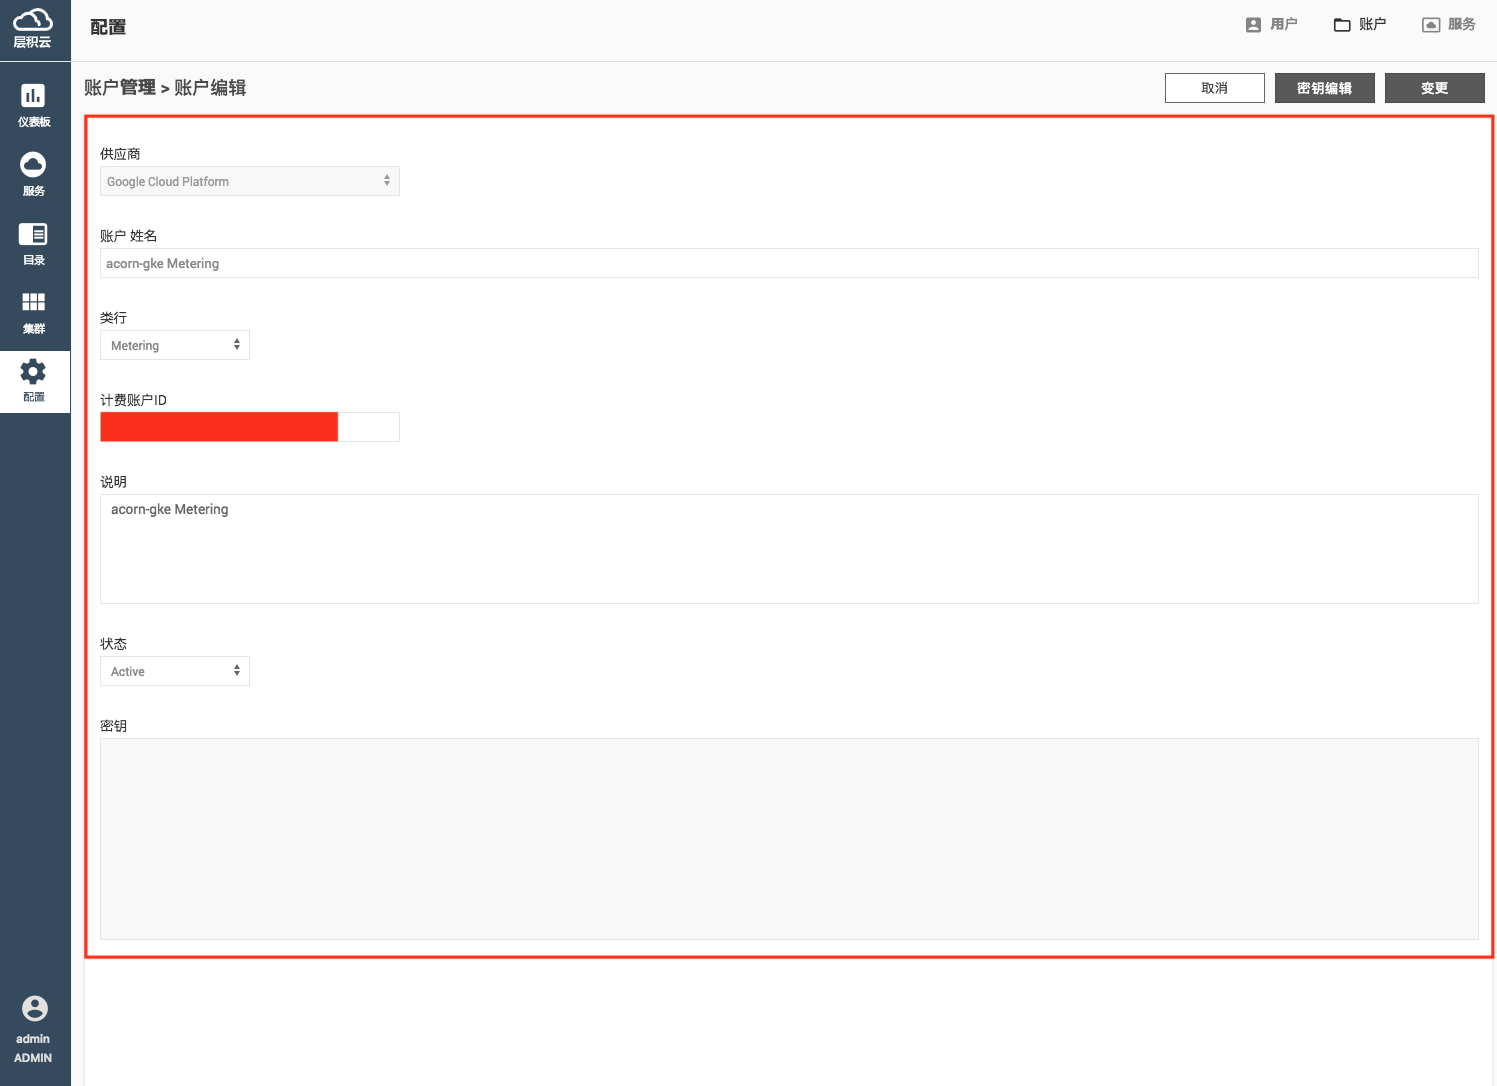 层积云
配置
用户
账户
服务
仪表板
服务
目录
集群
配置
admin
ADMIN
账户管理 > 账户编辑
取消
密钥编辑
变更
供应商
Google Cloud Platform
账户 姓名
acorn-gke Metering
类行
Metering
计费账户ID
说明
acorn-gke Metering
状态
Active
密钥